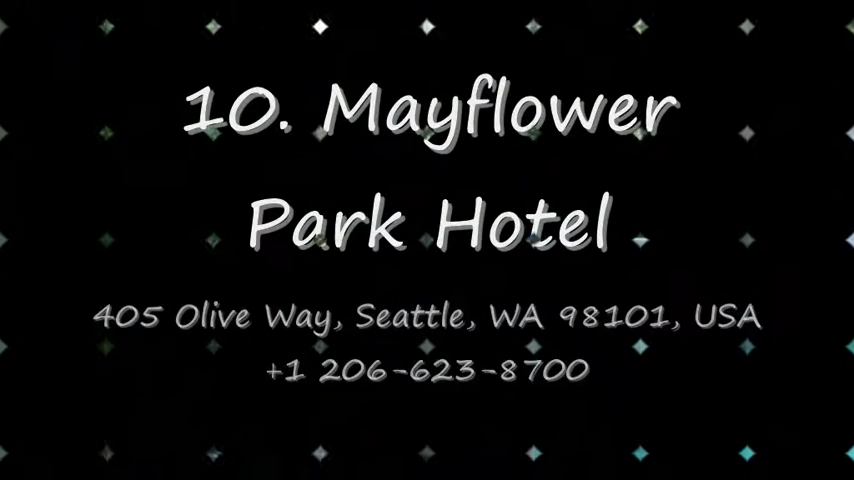 10. Mayflower
Park Hotel
405 Olive Way, Seattle, WA 98101, USA
+1 206-623-8700